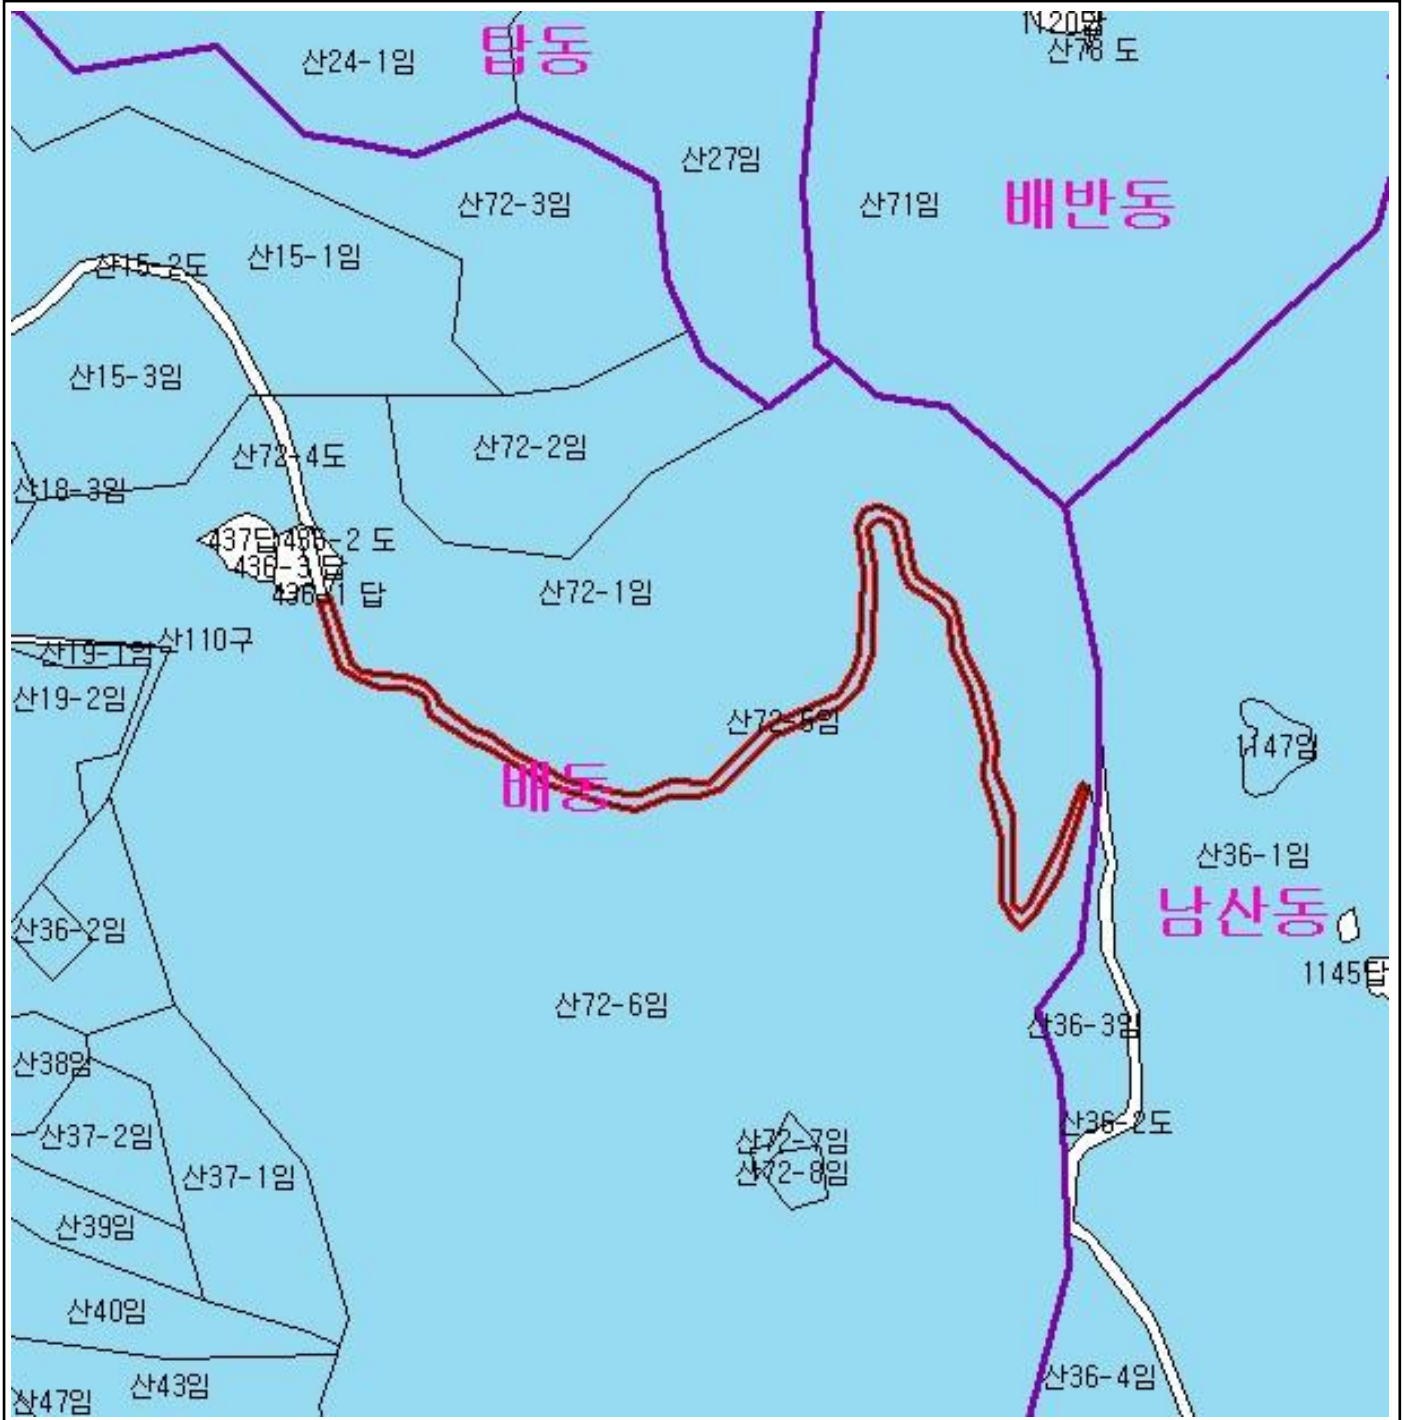 산24-1임
탑동
산78 도
산27임
산72-3임
산71임
배반동
산15-2도
산15-1임
산15-3임
산72-4도
산72-2임
산18-3임
437답
436-2 도
436-3 답
436-1 답
산72-1임
산110구
산19-1임
산19-2임
산72-5임
배동
1147임
산36-1임
남산동
산36-2임
1145답
산72-6임
산36-3임
산38임
산36-2도
산37-2임
산72-7임
산72-8임
산37-1임
산39임
산40임
산43임
산36-4임
산47임